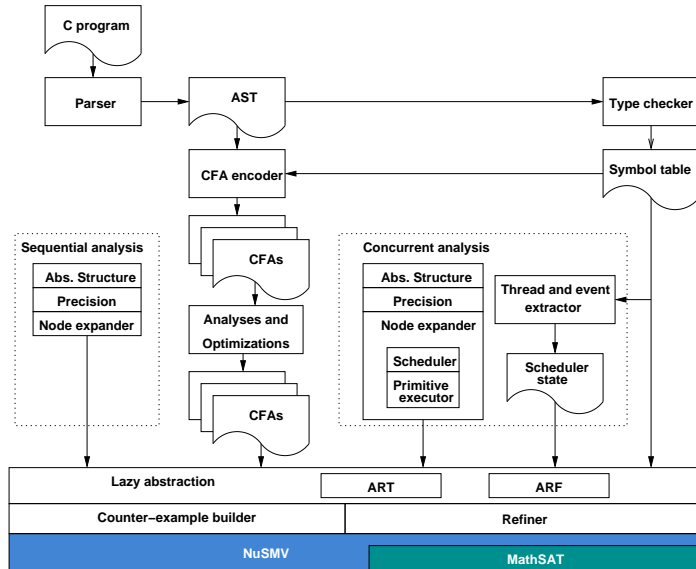 C program
Parser
AST
Type checker
CFA encoder
Symbol table
Sequential analysis
Abs. Structure
Precision
Node expander
CFAs
Analyses and
Optimizations
CFAs
Concurrent analysis
Abs. Structure
Precision
Node expander
Scheduler
Primitive
executor
Thread and event
extractor
Scheduler
state
Lazy abstraction
ART
ARF
Counter−example builder
Refiner
NuSMV
MathSAT